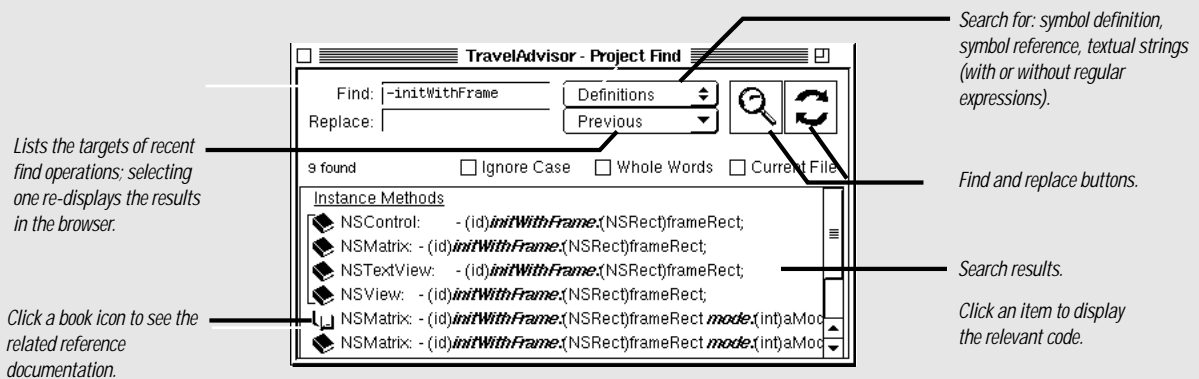 Search for: symbol definition,
symbol reference, textual strings
(with or without regular
expressions).
TravelAdvisor - Project Find
Find: -initWithFrame Definitions
Replace: Previous
Lists the targets of recent
find operations; selecting
one re-displays the results
in the browser.
9 found Ignore Case Whole Words Current File
Find and replace buttons.
Instance Methods
NSControl: - (id)initWithFrame:(NSRect)frameRect;
NSMatrix: - (id)initWithFrame:(NSRect)frameRect;
NSTextView: - (id)initWithFrame:(NSRect)frameRect;
NSView: - (id)initWithFrame:(NSRect)frameRect;
NSMatrix: - (id)initWithFrame:(NSRect)frameRect mode:(int)aMod
NSMatrix: - (id)initWithFrame:(NSRect)frameRect mode:(int)aMod
Search results.
Click an item to display
the relevant code.
Click a book icon to see the
related reference
documentation.